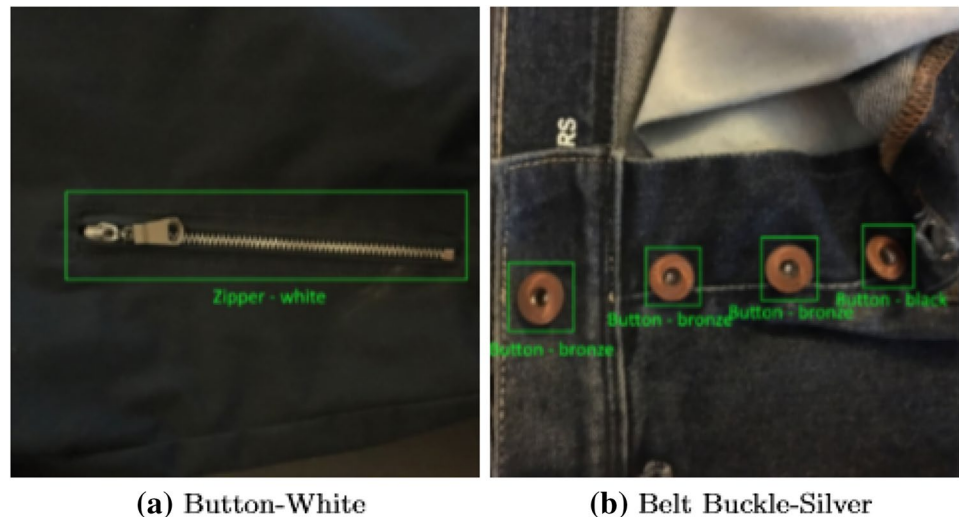 RS
Zipper - white
Button - black
Button - bronze
Button - bronze
Button - bronze
(a) Button-White
(b) Belt Buckle-Silver